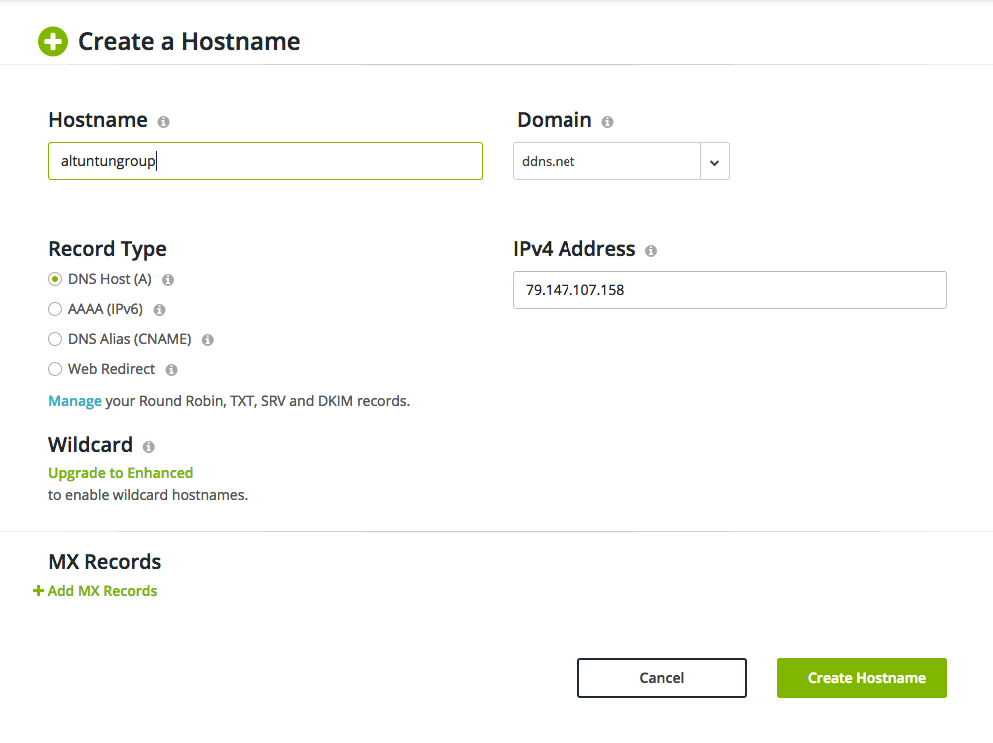 Create a Hostname
Hostname
Domain
altuntungroup
ddns.net
Record Type
IPv4 Address
DNS Host (A)
79.147.107.158
AAAA (IPv6)
DNS Alias (CNAME)
Web Redirect
Manage your Round Robin, TXT, SRV and DKIM records.
Wildcard
Upgrade to Enhanced
to enable wildcard hostnames.
MX Records
+ Add MX Records
Cancel
Create Hostname